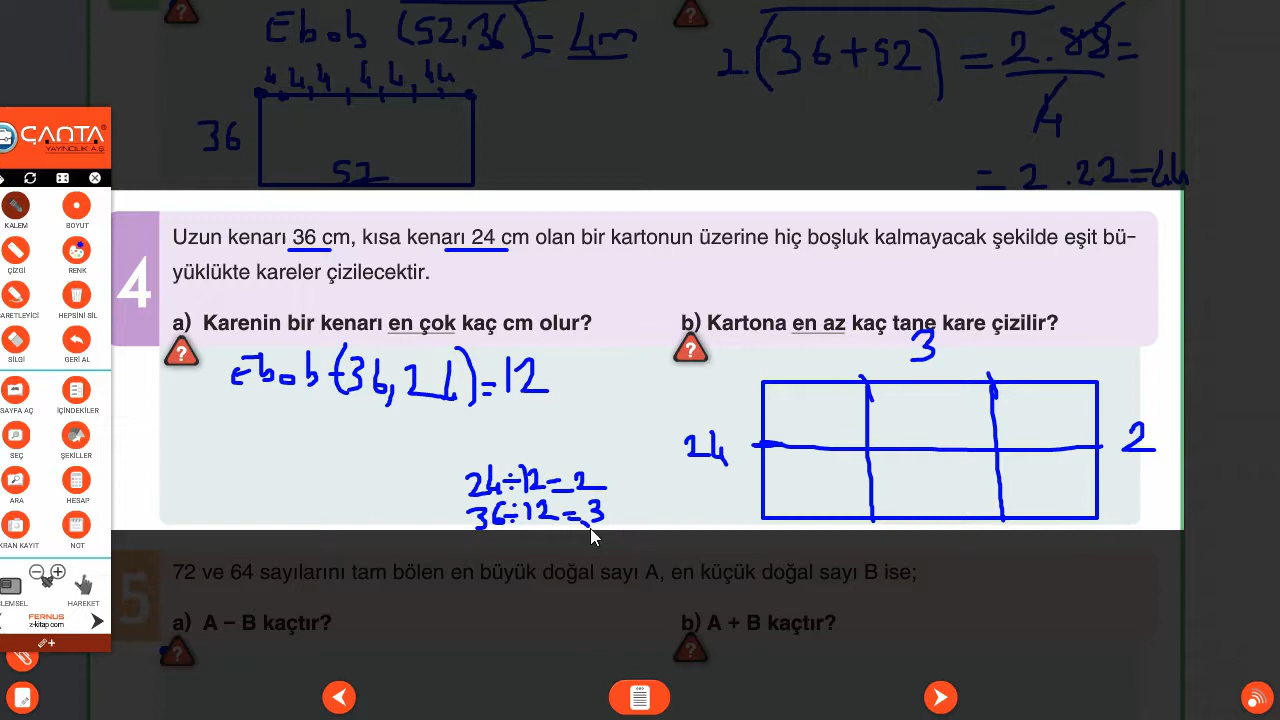 Ebob (52,36) = 4m
2.(36+52) = 2.88 =
4
4 4 4 4 4 4 4
36
52
= 2.22=44
ÇANTA
YAYINCILIK A.Ş.
KALEM
BOYUT
ÇİZGİ
RENK
ARETLEYİCİ
HEPSİNİ SİL
SİLGİ
GERİ AL
SAYFA AÇ
İÇİNDEKİLER
SEÇ
ŞEKİLLER
ARA
HESAP
KRAN KAYIT
NOT
LEMSEL
HAREKET
FERNUS
z-kitap.com
4
Uzun kenarı 36 cm, kısa kenarı 24 cm olan bir kartonun üzerine hiç boşluk kalmayacak şekilde eşit bü-
yüklükte kareler çizilecektir.
a) Karenin bir kenarı en çok kaç cm olur?
b) Kartona en az kaç tane kare çizilir?
Ebob (36,24)=12
24÷12=2
36÷12=3
3
24
2
5
72 ve 64 sayılarını tam bölen en büyük doğal sayı A, en küçük doğal sayı B ise;
a) A – B kaçtır?
b) A + B kaçtır?